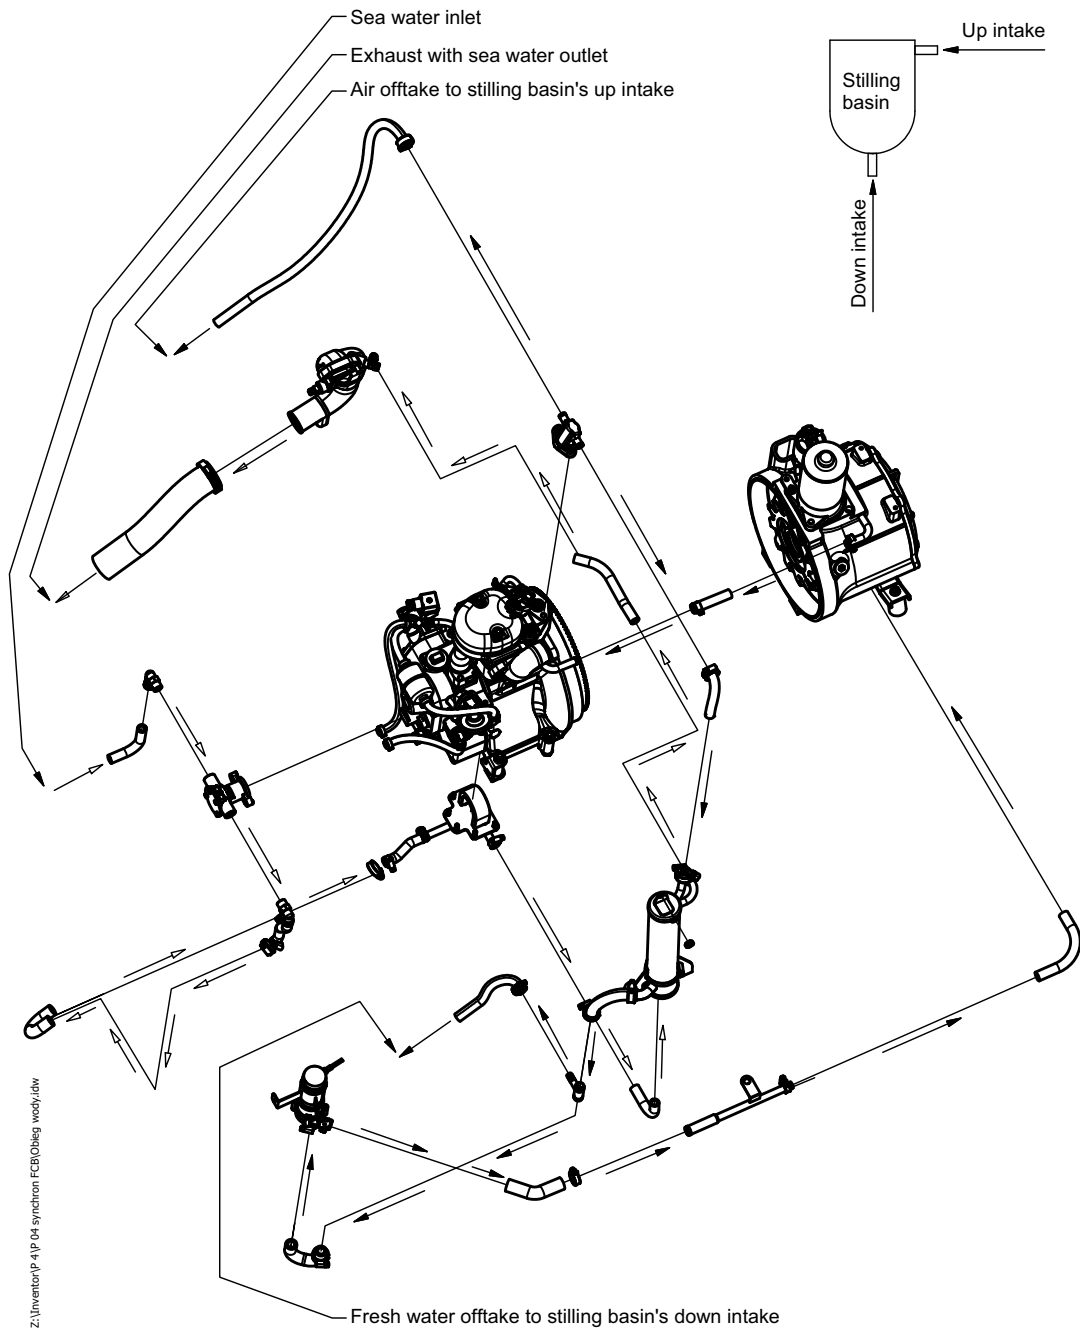 Sea water inlet
Exhaust with sea water outlet
Air offtake to stilling basin's up intake
Up intake
Stilling
basin
Down intake
Z:\Inventor\P 4\P 04 synchron FCB\Obieg wody.idw
Fresh water offtake to stilling basin's down intake